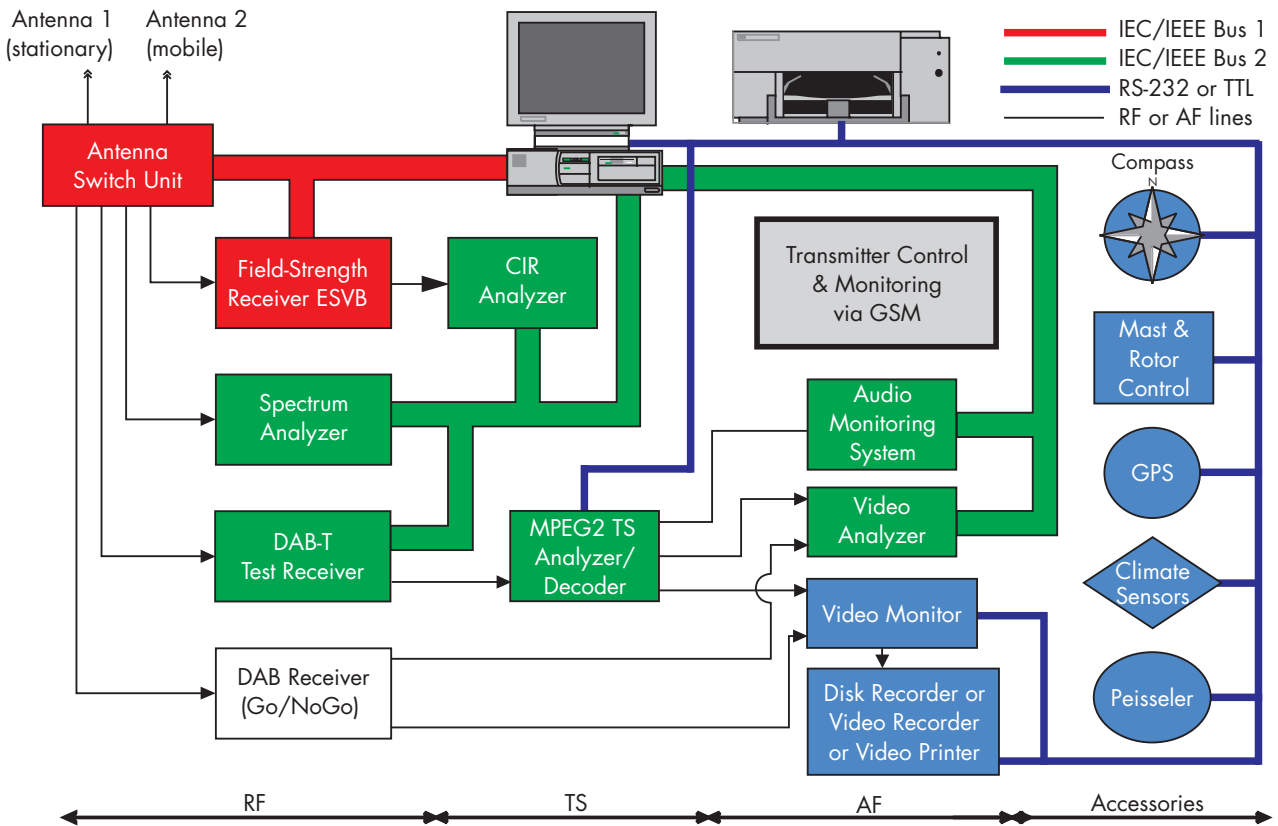 Antenna 1
(stationary)
Antenna 2
(mobile)
IEC/IEEE Bus 1
IEC/IEEE Bus 2
RS-232 or TTL
RF or AF lines
Antenna
Switch Unit
Compass
N
Field-Strength
Receiver ESVB
CIR
Analyzer
Transmitter Control
& Monitoring
via GSM
Mast &
Rotor
Control
Spectrum
Analyzer
Audio
Monitoring
System
GPS
DAB-T
Test Receiver
MPEG2 TS
Analyzer/
Decoder
Video
Analyzer
Climate
Sensors
Video Monitor
DAB Receiver
(Go/NoGo)
Disk Recorder or
Video Recorder
or Video Printer
Peisseler
RF
TS
AF
Accessories